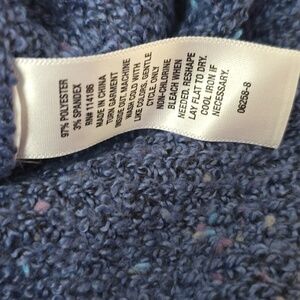 97% POLYESTER
3% SPANDEX
RN# 114186
MADE IN CHINA
TURN GARMENT
INSIDE OUT. MACHINE
WASH COLD WITH
LIKE COLORS, GENTLE
CYCLE. ONLY
NON-CHLORINE
BLEACH WHEN
NEEDED. RESHAPE
LAY FLAT TO DRY.
COOL IRON IF
NECESSARY.
06258-8